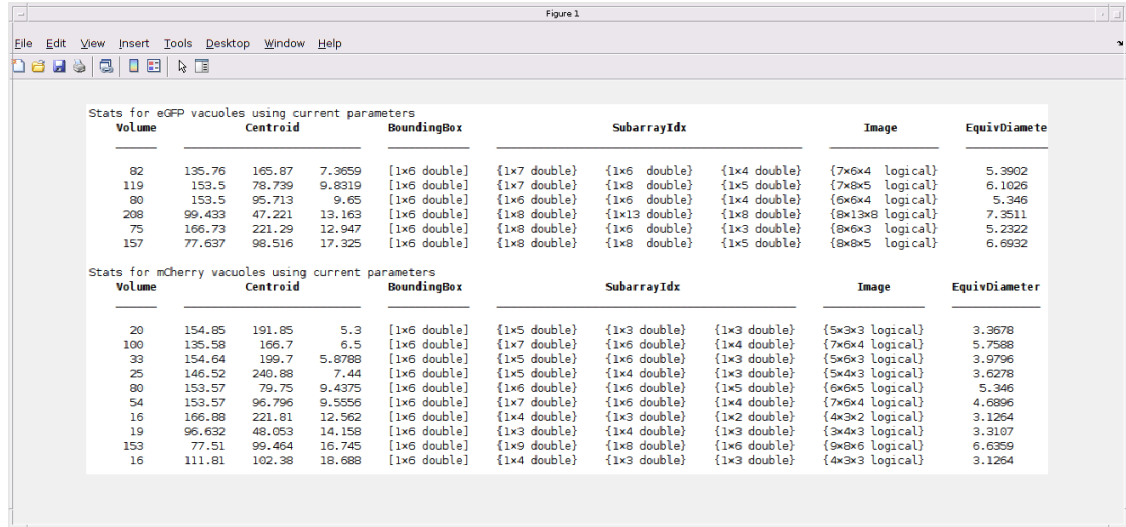 Figure 1
File Edit View Insert Tools Desktop Window Help
Stats for eGFP vacuoles using current parameters
Volume Centroid BoundingBox SubarrayIdx Image EquivDiamete
82 135.76 165.87 7.3659 [1×6 double] {1×7 double} {1×6 double} {1×4 double} {7×6×4 logical} 5.3902
119 153.5 78.739 9.8319 [1×6 double] {1×7 double} {1×8 double} {1×5 double} {7×8×5 logical} 6.1026
80 153.5 95.713 9.65 [1×6 double] {1×6 double} {1×6 double} {1×4 double} {6×6×4 logical} 5.346
208 99.433 47.221 13.163 [1×6 double] {1×8 double} {1×13 double} {1×8 double} {8×13×8 logical} 7.3511
75 166.73 221.29 12.947 [1×6 double] {1×8 double} {1×6 double} {1×3 double} {8×6×3 logical} 5.2322
157 77.637 98.516 17.325 [1×6 double] {1×8 double} {1×8 double} {1×5 double} {8×8×5 logical} 6.6932
Stats for mCherry vacuoles using current parameters
Volume Centroid BoundingBox SubarrayIdx Image EquivDiameter
20 154.85 191.85 5.3 [1×6 double] {1×5 double} {1×3 double} {1×3 double} {5×3×3 logical} 3.3678
100 135.58 166.7 6.5 [1×6 double] {1×7 double} {1×6 double} {1×4 double} {7×6×4 logical} 5.7588
33 154.64 199.7 5.8788 [1×6 double] {1×5 double} {1×6 double} {1×3 double} {5×6×3 logical} 3.9796
25 146.52 240.88 7.44 [1×6 double] {1×5 double} {1×4 double} {1×3 double} {5×4×3 logical} 3.6278
80 153.57 79.75 9.4375 [1×6 double] {1×6 double} {1×6 double} {1×5 double} {6×6×5 logical} 5.346
54 153.57 96.796 9.5556 [1×6 double] {1×7 double} {1×6 double} {1×4 double} {7×6×4 logical} 4.6896
16 166.88 221.81 12.562 [1×6 double] {1×4 double} {1×3 double} {1×2 double} {4×3×2 logical} 3.1264
19 96.632 48.053 14.158 [1×6 double] {1×3 double} {1×4 double} {1×3 double} {3×4×3 logical} 3.3107
153 77.51 99.464 16.745 [1×6 double] {1×9 double} {1×8 double} {1×6 double} {9×8×6 logical} 6.6359
16 111.81 102.38 18.688 [1×6 double] {1×4 double} {1×3 double} {1×3 double} {4×3×3 logical} 3.1264